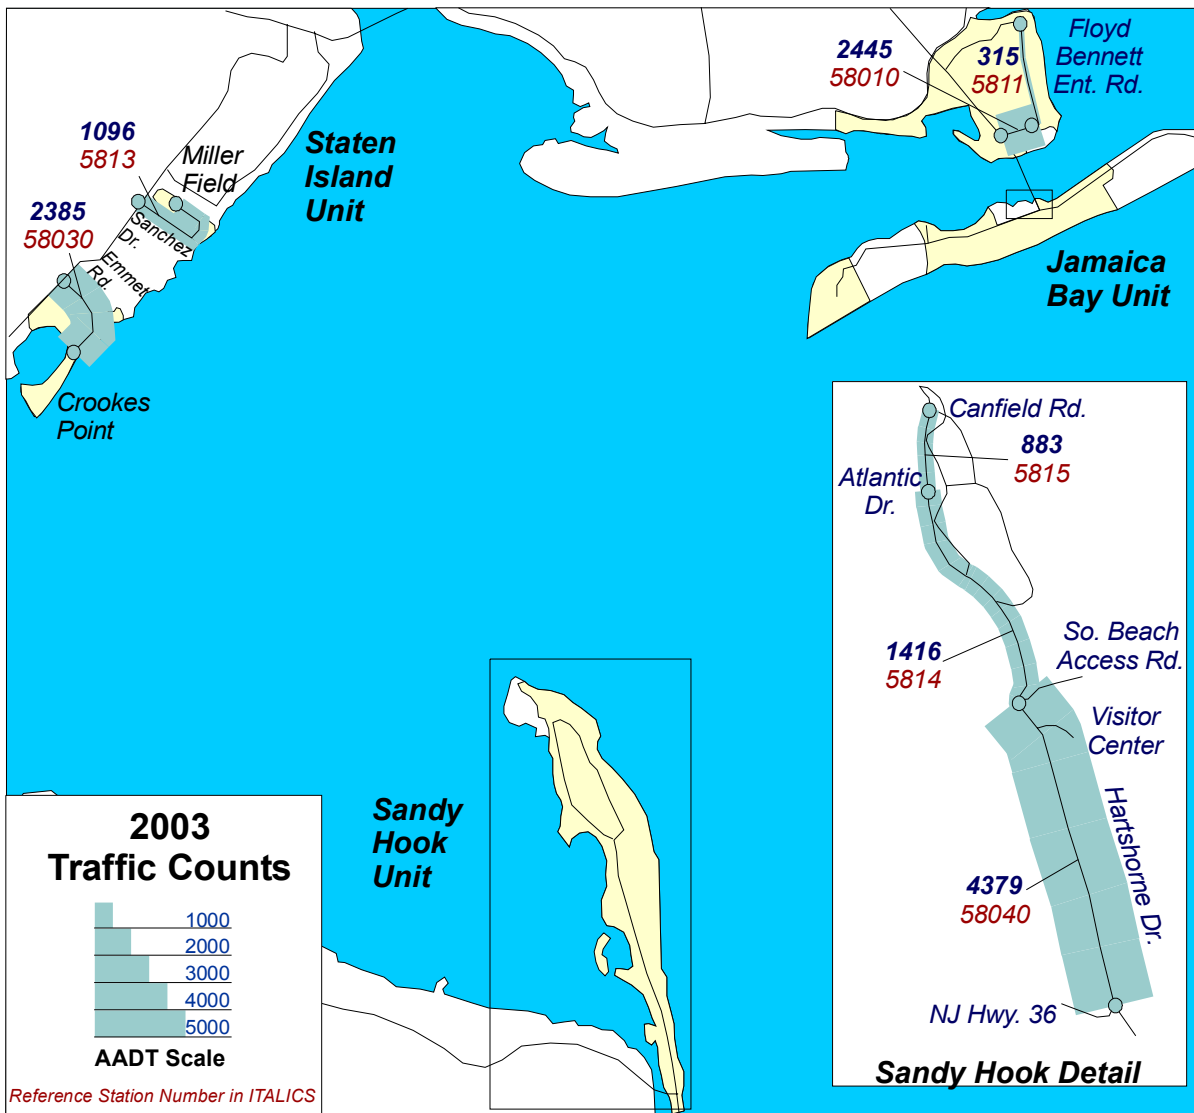 2445
58010
315
5811
Floyd
Bennett
Ent. Rd.
1096
5813
Miller
Field
Staten
Island
Unit
2385
58030
Sanchez
Dr.
Emmet
Rd.
Jamaica
Bay Unit
Crookes
Point
Canfield Rd.
883
5815
Atlantic
Dr.
So. Beach
Access Rd.
1416
5814
Visitor
Center
Hartshorne Dr.
4379
58040
NJ Hwy. 36
Sandy Hook Detail
Sandy
Hook
Unit
2003
Traffic Counts
1000
2000
3000
4000
5000
AADT Scale
Reference Station Number in ITALICS